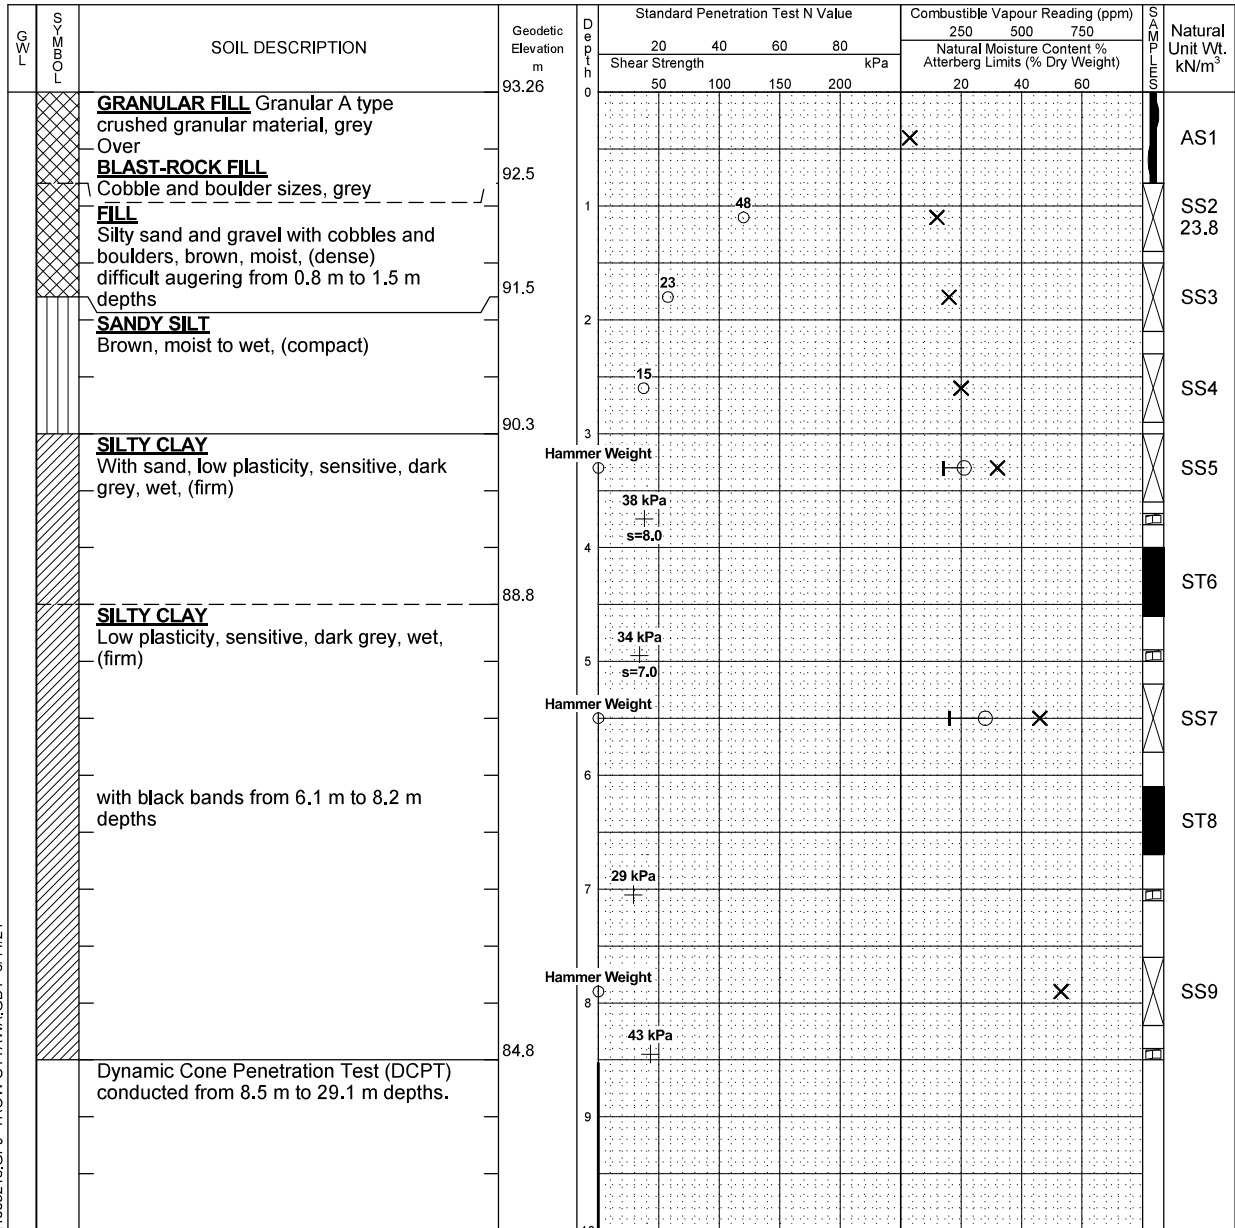 GWL
SYMBOL
SOIL DESCRIPTION
Geodetic
Elevation
m
Depth
Standard Penetration Test N Value
20 40 60 80
Shear Strength kPa
50 100 150 200
Combustible Vapour Reading (ppm)
250 500 750
Natural Moisture Content %
Atterberg Limits (% Dry Weight)
20 40 60
SAMPLES
Natural
Unit Wt.
kN/m³
93.26
0
GRANULAR FILL Granular A type
crushed granular material, grey
Over
BLAST-ROCK FILL
Cobble and boulder sizes, grey
92.5
AS1
FILL
Silty sand and gravel with cobbles and
boulders, brown, moist, (dense)
difficult augering from 0.8 m to 1.5 m
depths
91.5
1
48
SS2
23.8
SANDY SILT
Brown, moist to wet, (compact)
23
SS3
2
15
SS4
90.3
3
SILTY CLAY
With sand, low plasticity, sensitive, dark
grey, wet, (firm)
Hammer Weight
SS5
38 kPa
s=8.0
4
ST6
88.8
SILTY CLAY
Low plasticity, sensitive, dark grey, wet,
(firm)
34 kPa
5
s=7.0
Hammer Weight
SS7
6
with black bands from 6.1 m to 8.2 m
depths
ST8
29 kPa
7
Hammer Weight
SS9
8
43 kPa
84.8
Dynamic Cone Penetration Test (DCPT)
conducted from 8.5 m to 29.1 m depths.
9